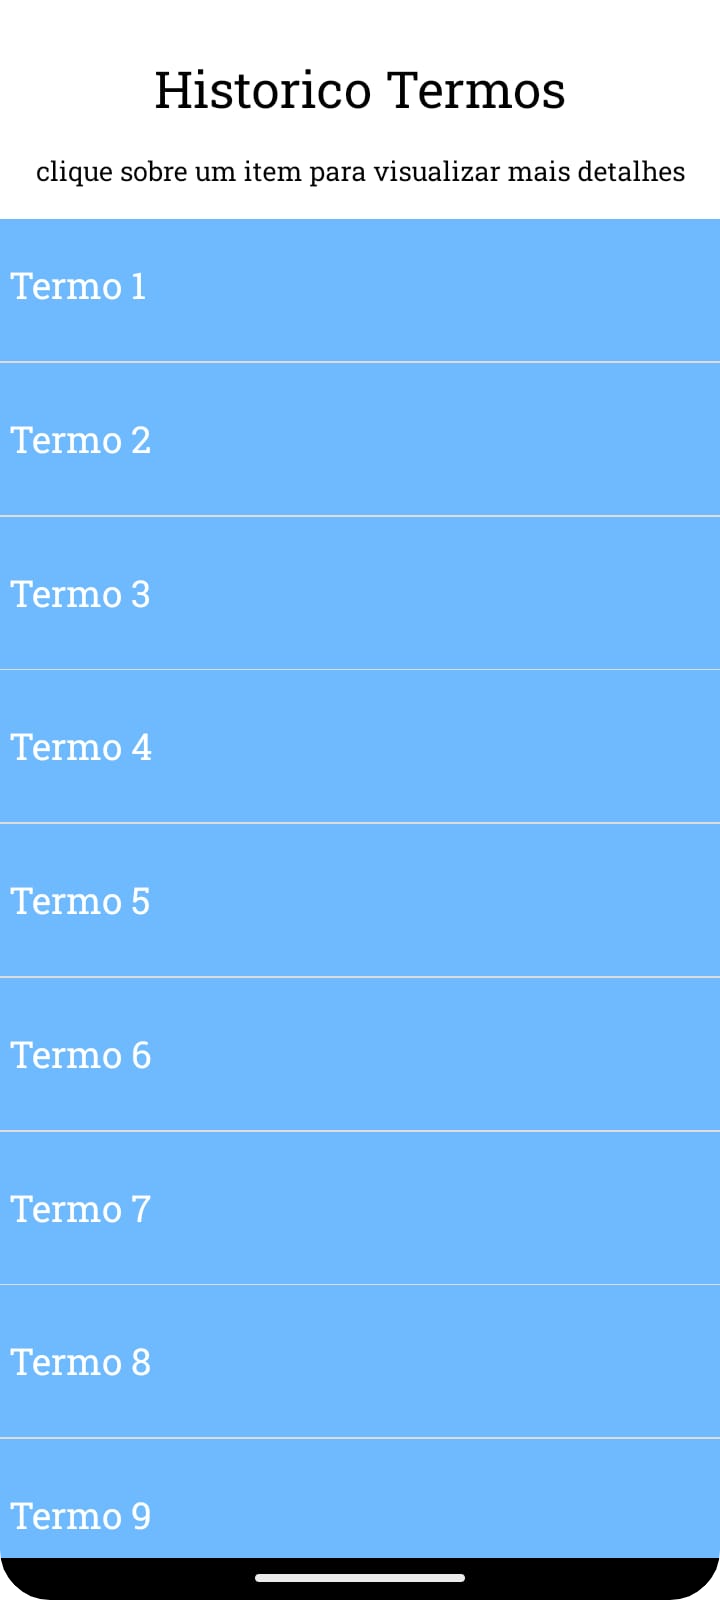 Historico Termos
clique sobre um item para visualizar mais detalhes
Termo 1
Termo 2
Termo 3
Termo 4
Termo 5
Termo 6
Termo 7
Termo 8
Termo 9